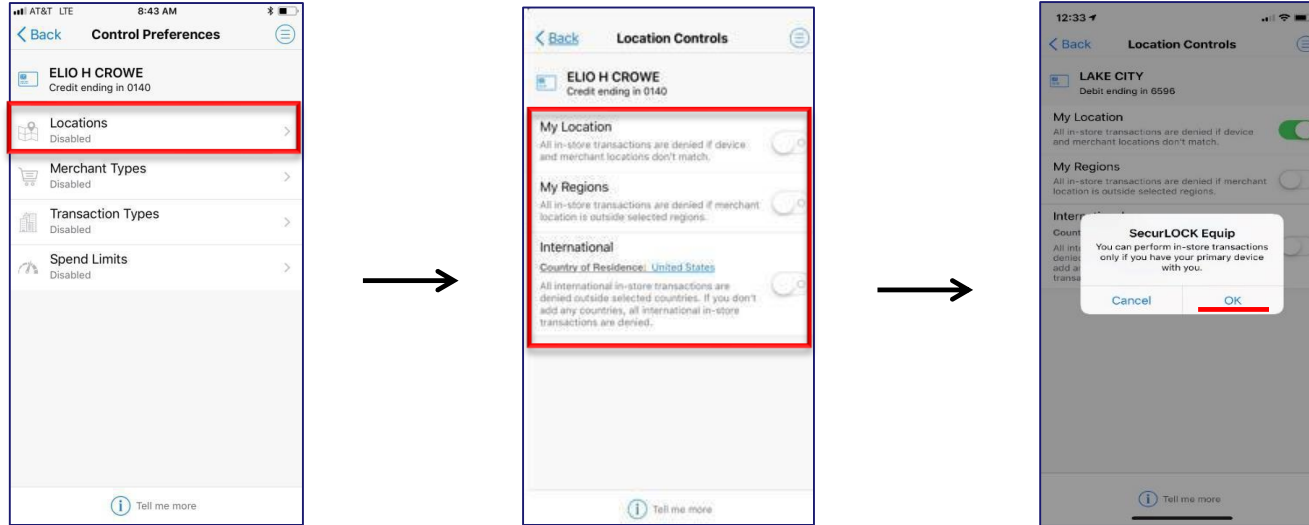 AT&T LTE 8:43 AM
Back Control Preferences
ELIO H CROWE
Credit ending in 0140
Locations
Disabled
Merchant Types
Disabled
Transaction Types
Disabled
Spend Limits
Disabled
Tell me more
Back Location Controls
ELIO H CROWE
Credit ending in 0140
My Location
All in-store transactions are denied if device
and merchant locations don't match.
My Regions
All in-store transactions are denied if merchant
location is outside selected regions.
International
Country of Residence: United States
All international in-store transactions are
denied outside selected countries. If you don't
add any countries, all international in-store
transactions are denied.
Tell me more
12:33
Back Location Controls
LAKE CITY
Debit ending in 6596
My Location
All in-store transactions are denied if device
and merchant locations don't match.
My Regions
All in-store transactions are denied if merchant
location is outside selected regions.
SecurLOCK Equip
You can perform in-store transactions
only if you have your primary device
with you.
Cancel OK
Tell me more